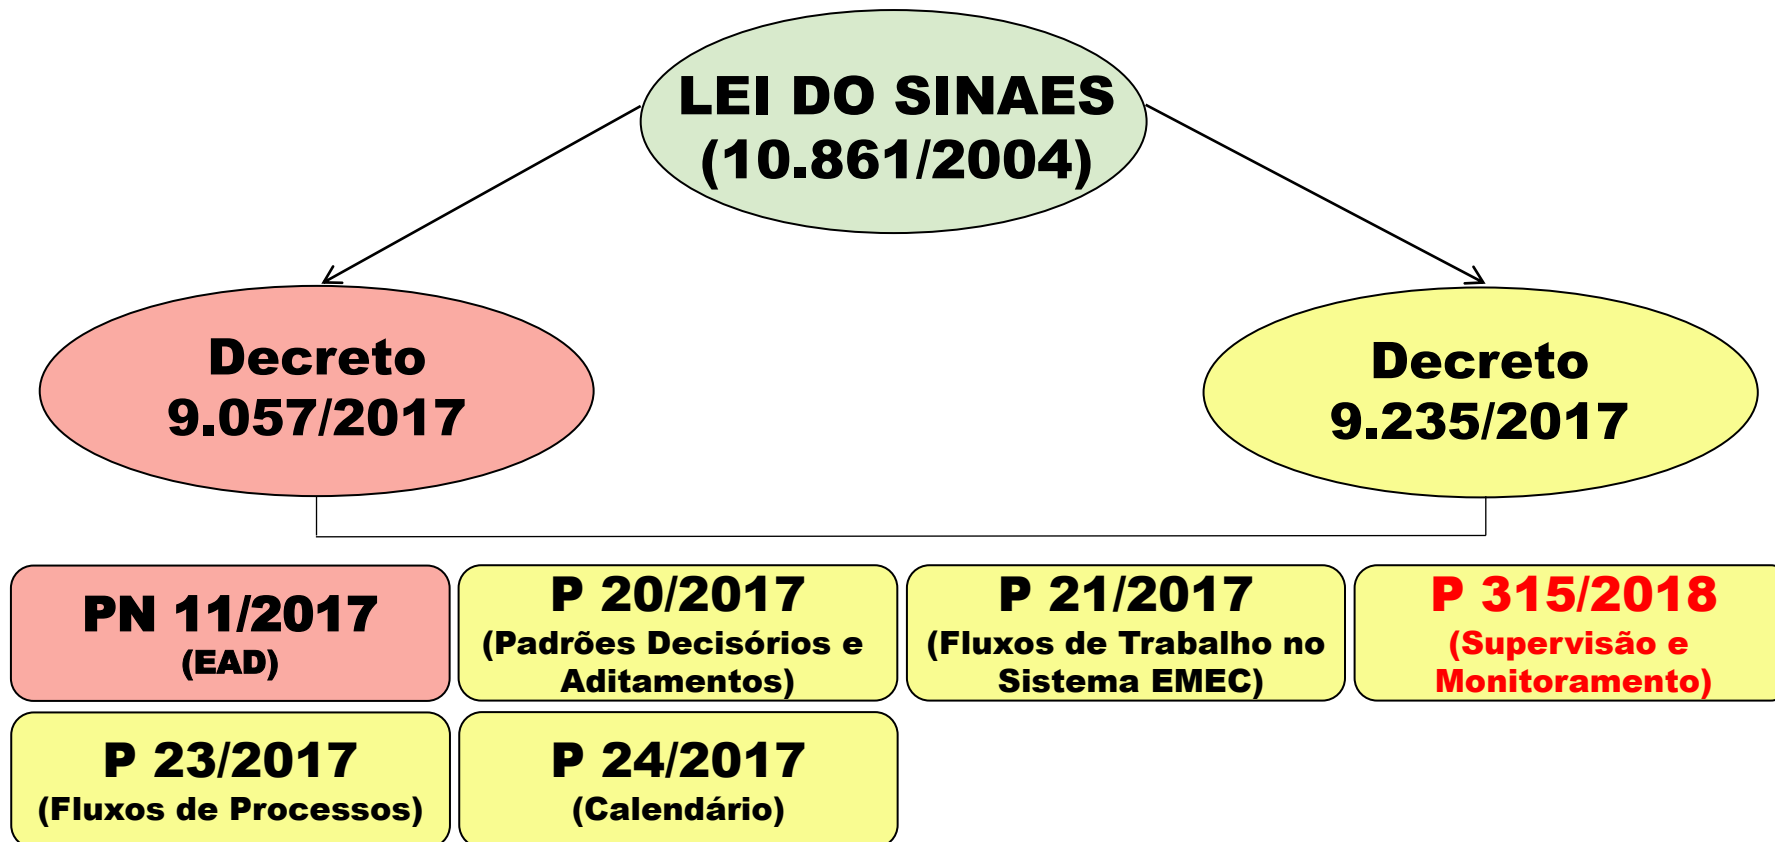 LEI DO SINAES
(10.861/2004)
Decreto
9.057/2017
Decreto
9.235/2017
PN 11/2017
(EAD)
P 20/2017
(Padrões Decisórios e
Aditamentos)
P 21/2017
(Fluxos de Trabalho no
Sistema EMEC)
P 315/2018
(Supervisão e
Monitoramento)
P 23/2017
(Fluxos de Processos)
P 24/2017
(Calendário)